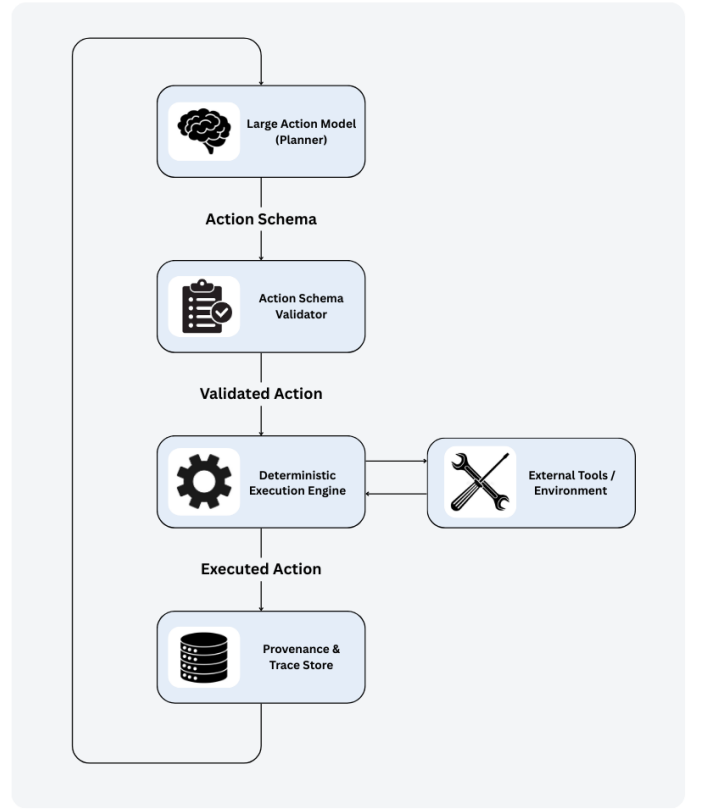 Large Action Model
(Planner)
Action Schema
Action Schema
Validator
Validated Action
Deterministic
Execution Engine
External Tools /
Environment
Executed Action
Provenance &
Trace Store